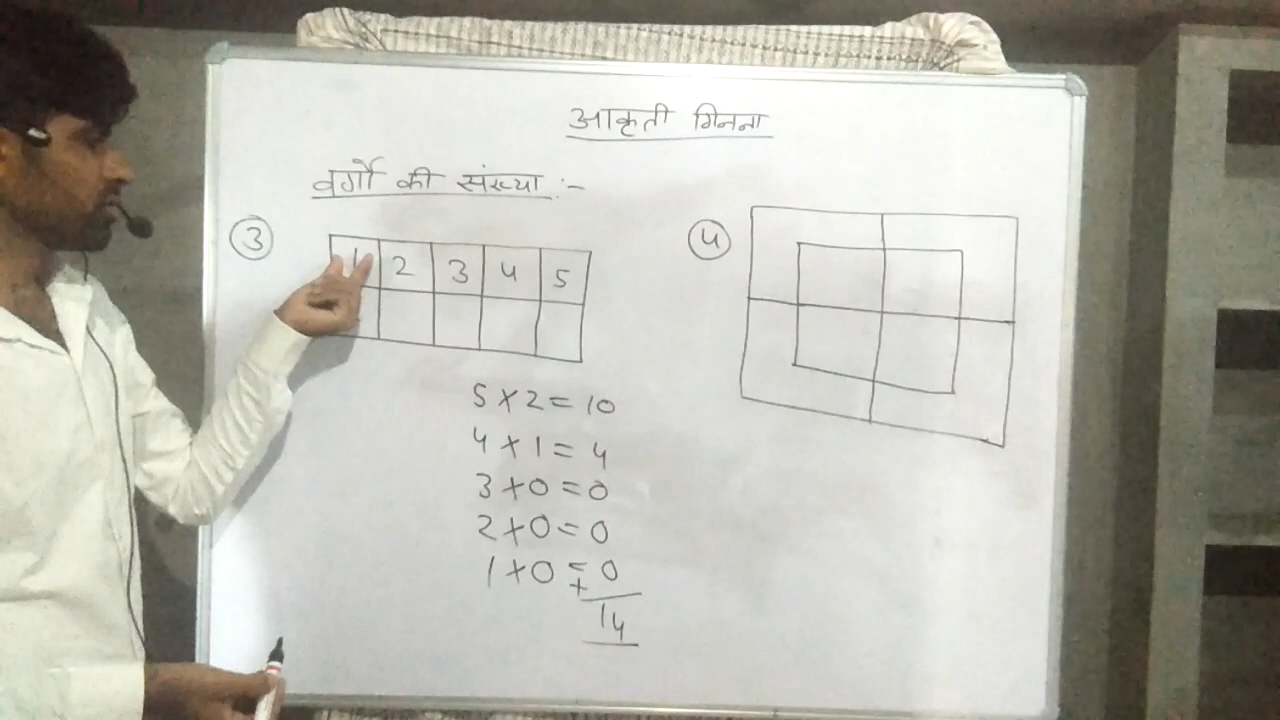 आकृती गिनना
वर्गों की संख्या :-
3
1 2 3 4 5
5 × 2 = 10
4 × 1 = 4
3 × 0 = 0
2 × 0 = 0
1 × 0 = 0
+
14
4